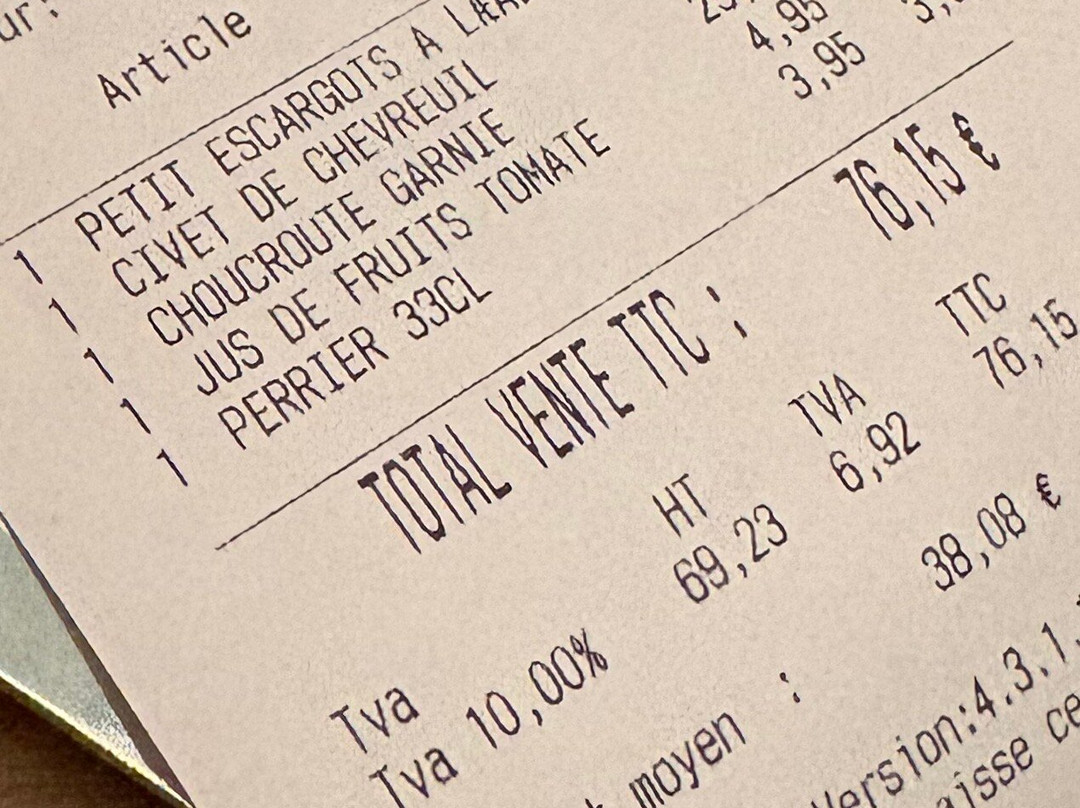 Article
1 PETIT ESCARGOTS A
1 CIVET DE CHEVREUIL
1 CHOUCROUTE GARNIE
1 JUS DE FRUITS TOMATE 4,95
1 PERRIER 33CL 3,95
TOTAL VENTE TTC : 76,15 €
HT TVA TTC
Tva 69,23 6,92 76,15
Tva 10,00%
moyen : 38,08 €
Version:4.3.1
ce